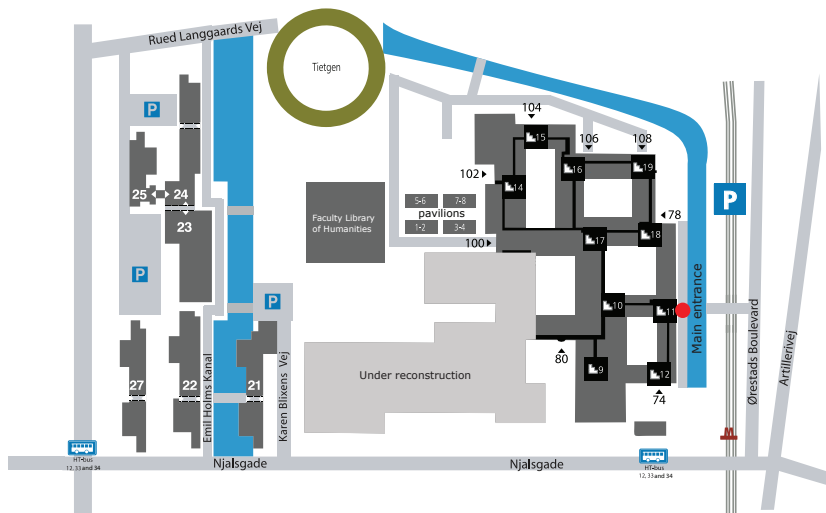 Rued Langgaards Vej
Tietgen
P
104
15
106
108
16
19
102
14
25
24
5-6
7-8
pavilions
1-2
3-4
Faculty Library
of Humanities
P
78
23
100
17
18
P
P
10
11
Main entrance
Ørestads Boulevard
Artillerivej
80
Under reconstruction
9
12
74
27
22
21
Emil Holms Kanal
Karen Blixens Vej
M
HT-bus
12, 33 and 34
Njalsgade
Njalsgade
HT-bus
12, 33 and 34